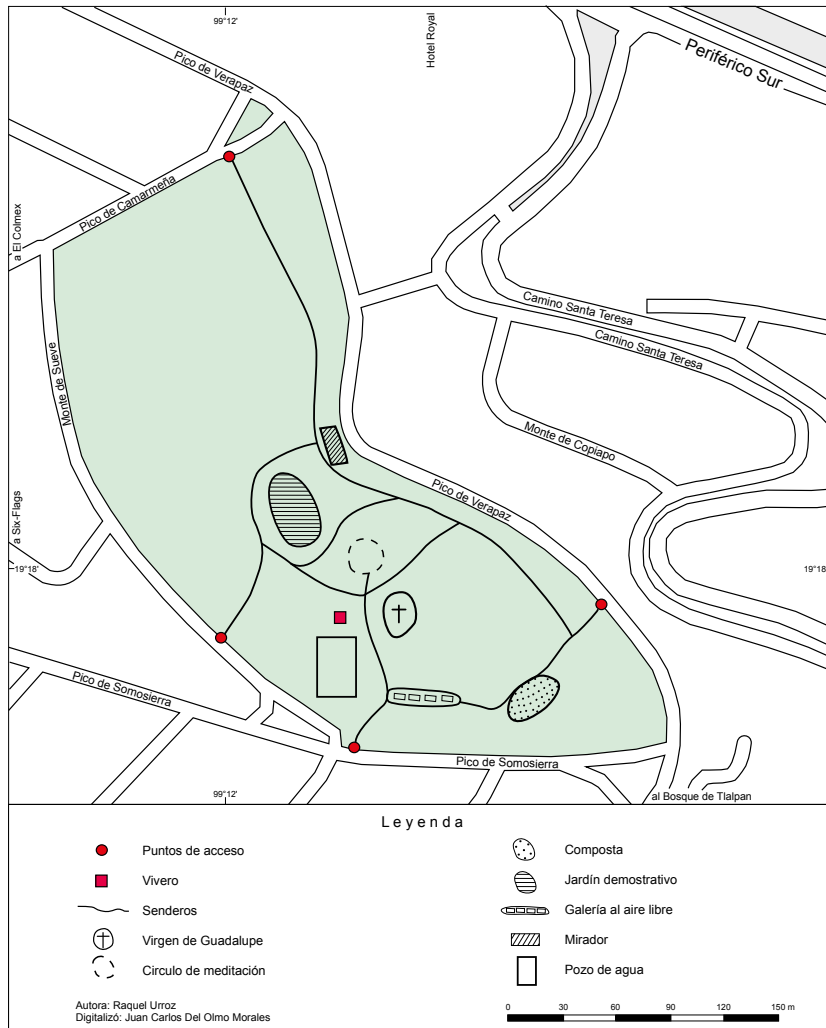 99°12'
Hotel Royal
Periférico Sur
Pico de Verapaz
Pico de Camarmeña
a El Colmex
Camino Santa Teresa
Camino Santa Teresa
Monte de Sueve
Monte de Copiapo
Pico de Verapaz
a Six-Flags
19°18'
19°18'
Pico de Somosierra
Pico de Somosierra
99°12'
al Bosque de Tlalpan
Leyenda
Puntos de acceso
Vivero
Senderos
Virgen de Guadalupe
Circulo de meditación
Composta
Jardín demostrativo
Galería al aire libre
Mirador
Pozo de agua
Autora: Raquel Urroz
Digitalizó: Juan Carlos Del Olmo Morales
0 30 60 90 120 150 m